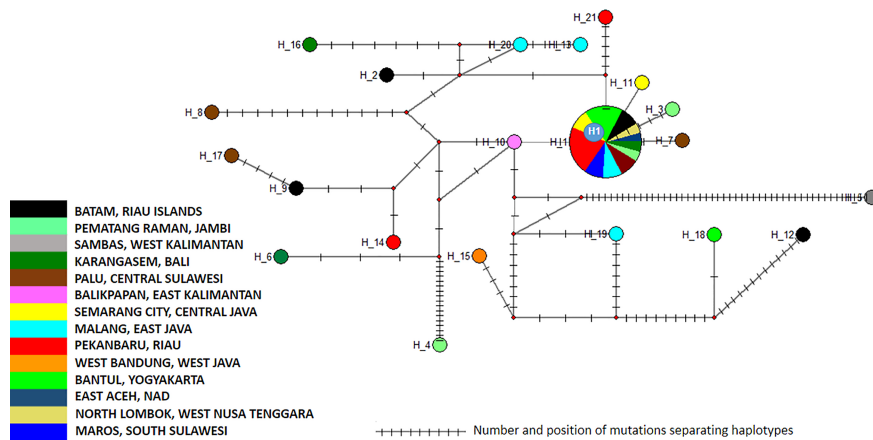 H_21
H_16
H_20
H_13
H_2
H_11
H_8
H_3
H1
H_10
H_1
H_7
H_17
H_9
H_5
BATAM, RIAU ISLANDS
PEMATANG RAMAN, JAMBI
H_14
H_19
H_18
H_12
SAMBAS, WEST KALIMANTAN
H_6
H_15
KARANGASEM, BALI
PALU, CENTRAL SULAWESI
BALIKPAPAN, EAST KALIMANTAN
SEMARANG CITY, CENTRAL JAVA
MALANG, EAST JAVA
PEKANBARU, RIAU
H_4
WEST BANDUNG, WEST JAVA
BANTUL, YOGYAKARTA
EAST ACEH, NAD
NORTH LOMBOK, WEST NUSA TENGGARA
MAROS, SOUTH SULAWESI
Number and position of mutations separating haplotypes